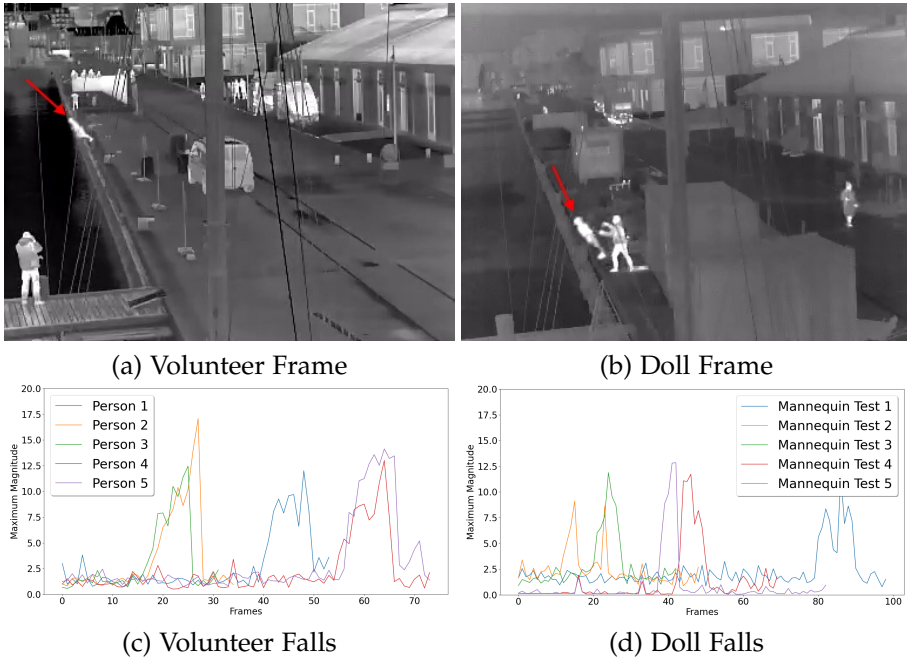 (a) Volunteer Frame
(b) Doll Frame
20.0
17.5
15.0
12.5
10.0
7.5
5.0
2.5
0.0
Maximum Magnitude
Person 1
Person 2
Person 3
Person 4
Person 5
0 10 20 30 40 50 60 70
Frames
(c) Volunteer Falls
20.0
17.5
15.0
12.5
10.0
7.5
5.0
2.5
0.0
Maximum Magnitude
Mannequin Test 1
Mannequin Test 2
Mannequin Test 3
Mannequin Test 4
Mannequin Test 5
0 20 40 60 80 100
Frames
(d) Doll Falls